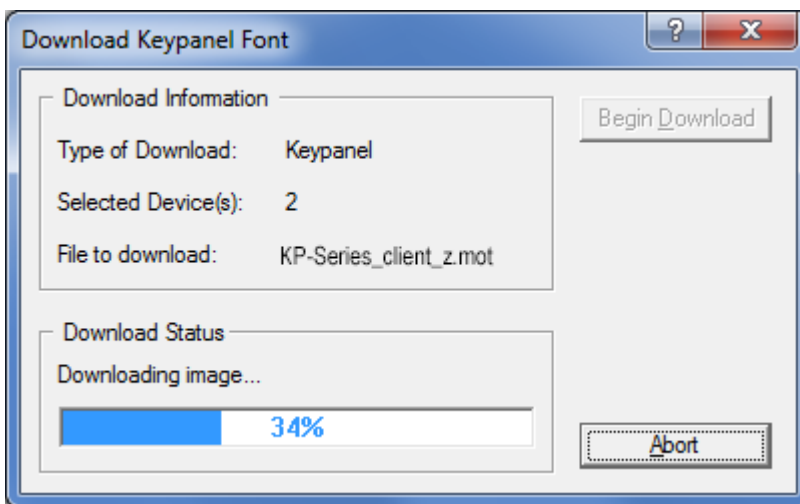 Download Keypanel Font
?
X
Download Information
Begin Download
Type of Download: Keypanel
Selected Device(s): 2
File to download: KP-Series_client_z.mot
Download Status
Downloading image...
34%
Abort